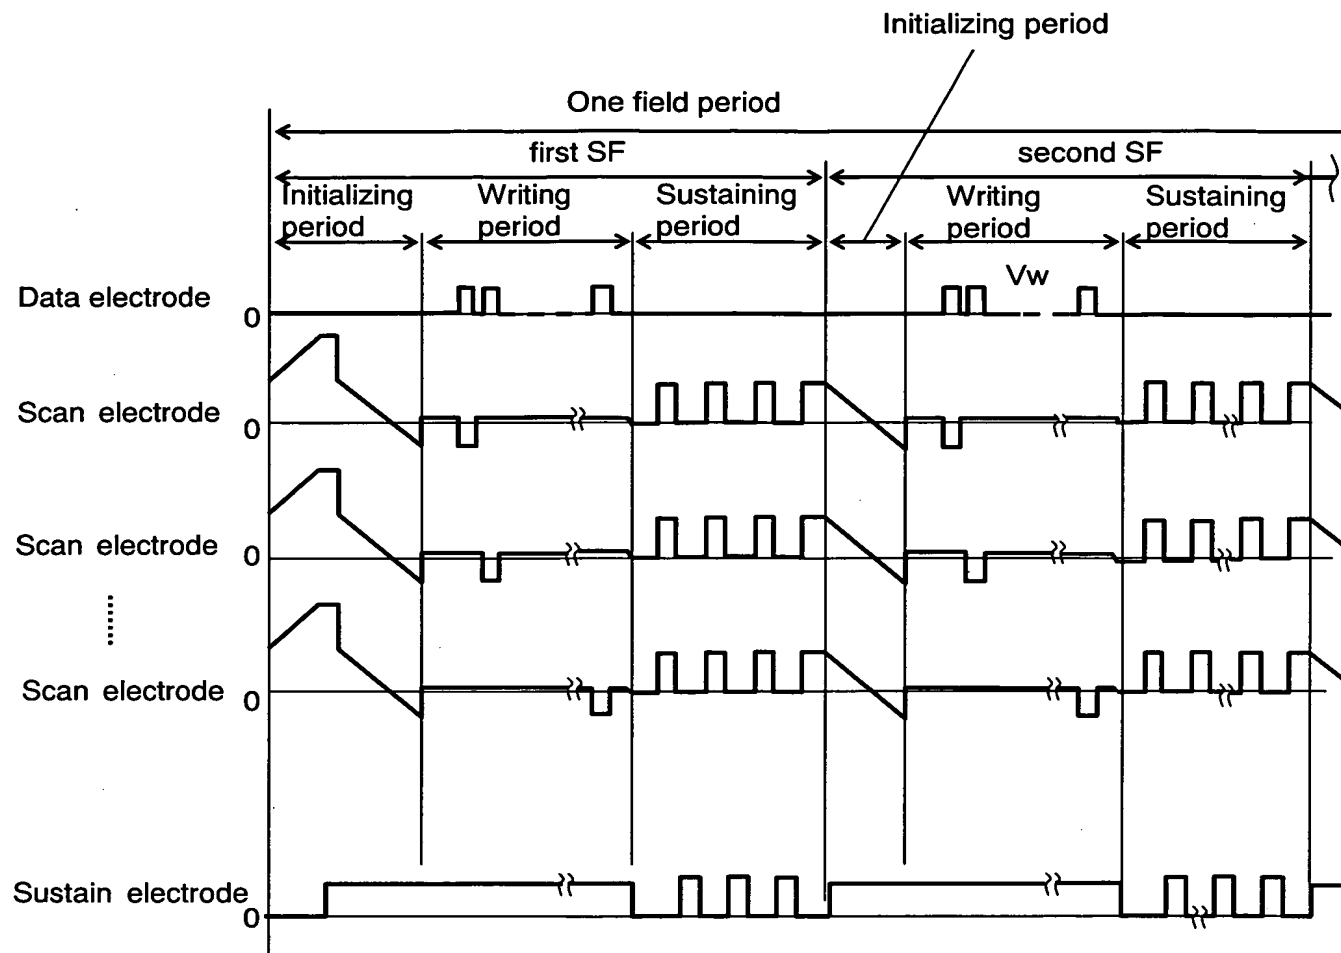 Initializing period
One field period
first SF
second SF
Initializing
period
Writing
period
Sustaining
period
Writing
period
Sustaining
period
Vw
Data electrode
0
Scan electrode
0
Scan electrode
0
Scan electrode
0
Sustain electrode
0